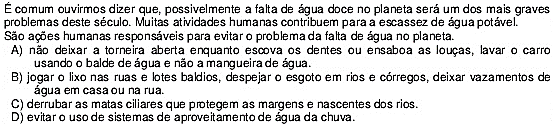 É comum ouvirmos dizer que, possivelmente a falta de água doce no planeta será um dos mais graves
problemas deste século. Muitas atividades humanas contribuem para a escassez de água potável.
São ações humanas responsáveis para evitar o problema da falta de água no planeta.
A) não deixar a torneira aberta enquanto escova os dentes ou ensaboa as louças, lavar o carro
usando o balde de água e não a mangueira de água.
B) jogar o lixo nas ruas e lotes baldios, despejar o esgoto em rios e córregos, deixar vazamentos de
água em casa ou na rua.
C) derrubar as matas ciliares que protegem as margens e nascentes dos rios.
D) evitar o uso de sistemas de aproveitamento de água da chuva.